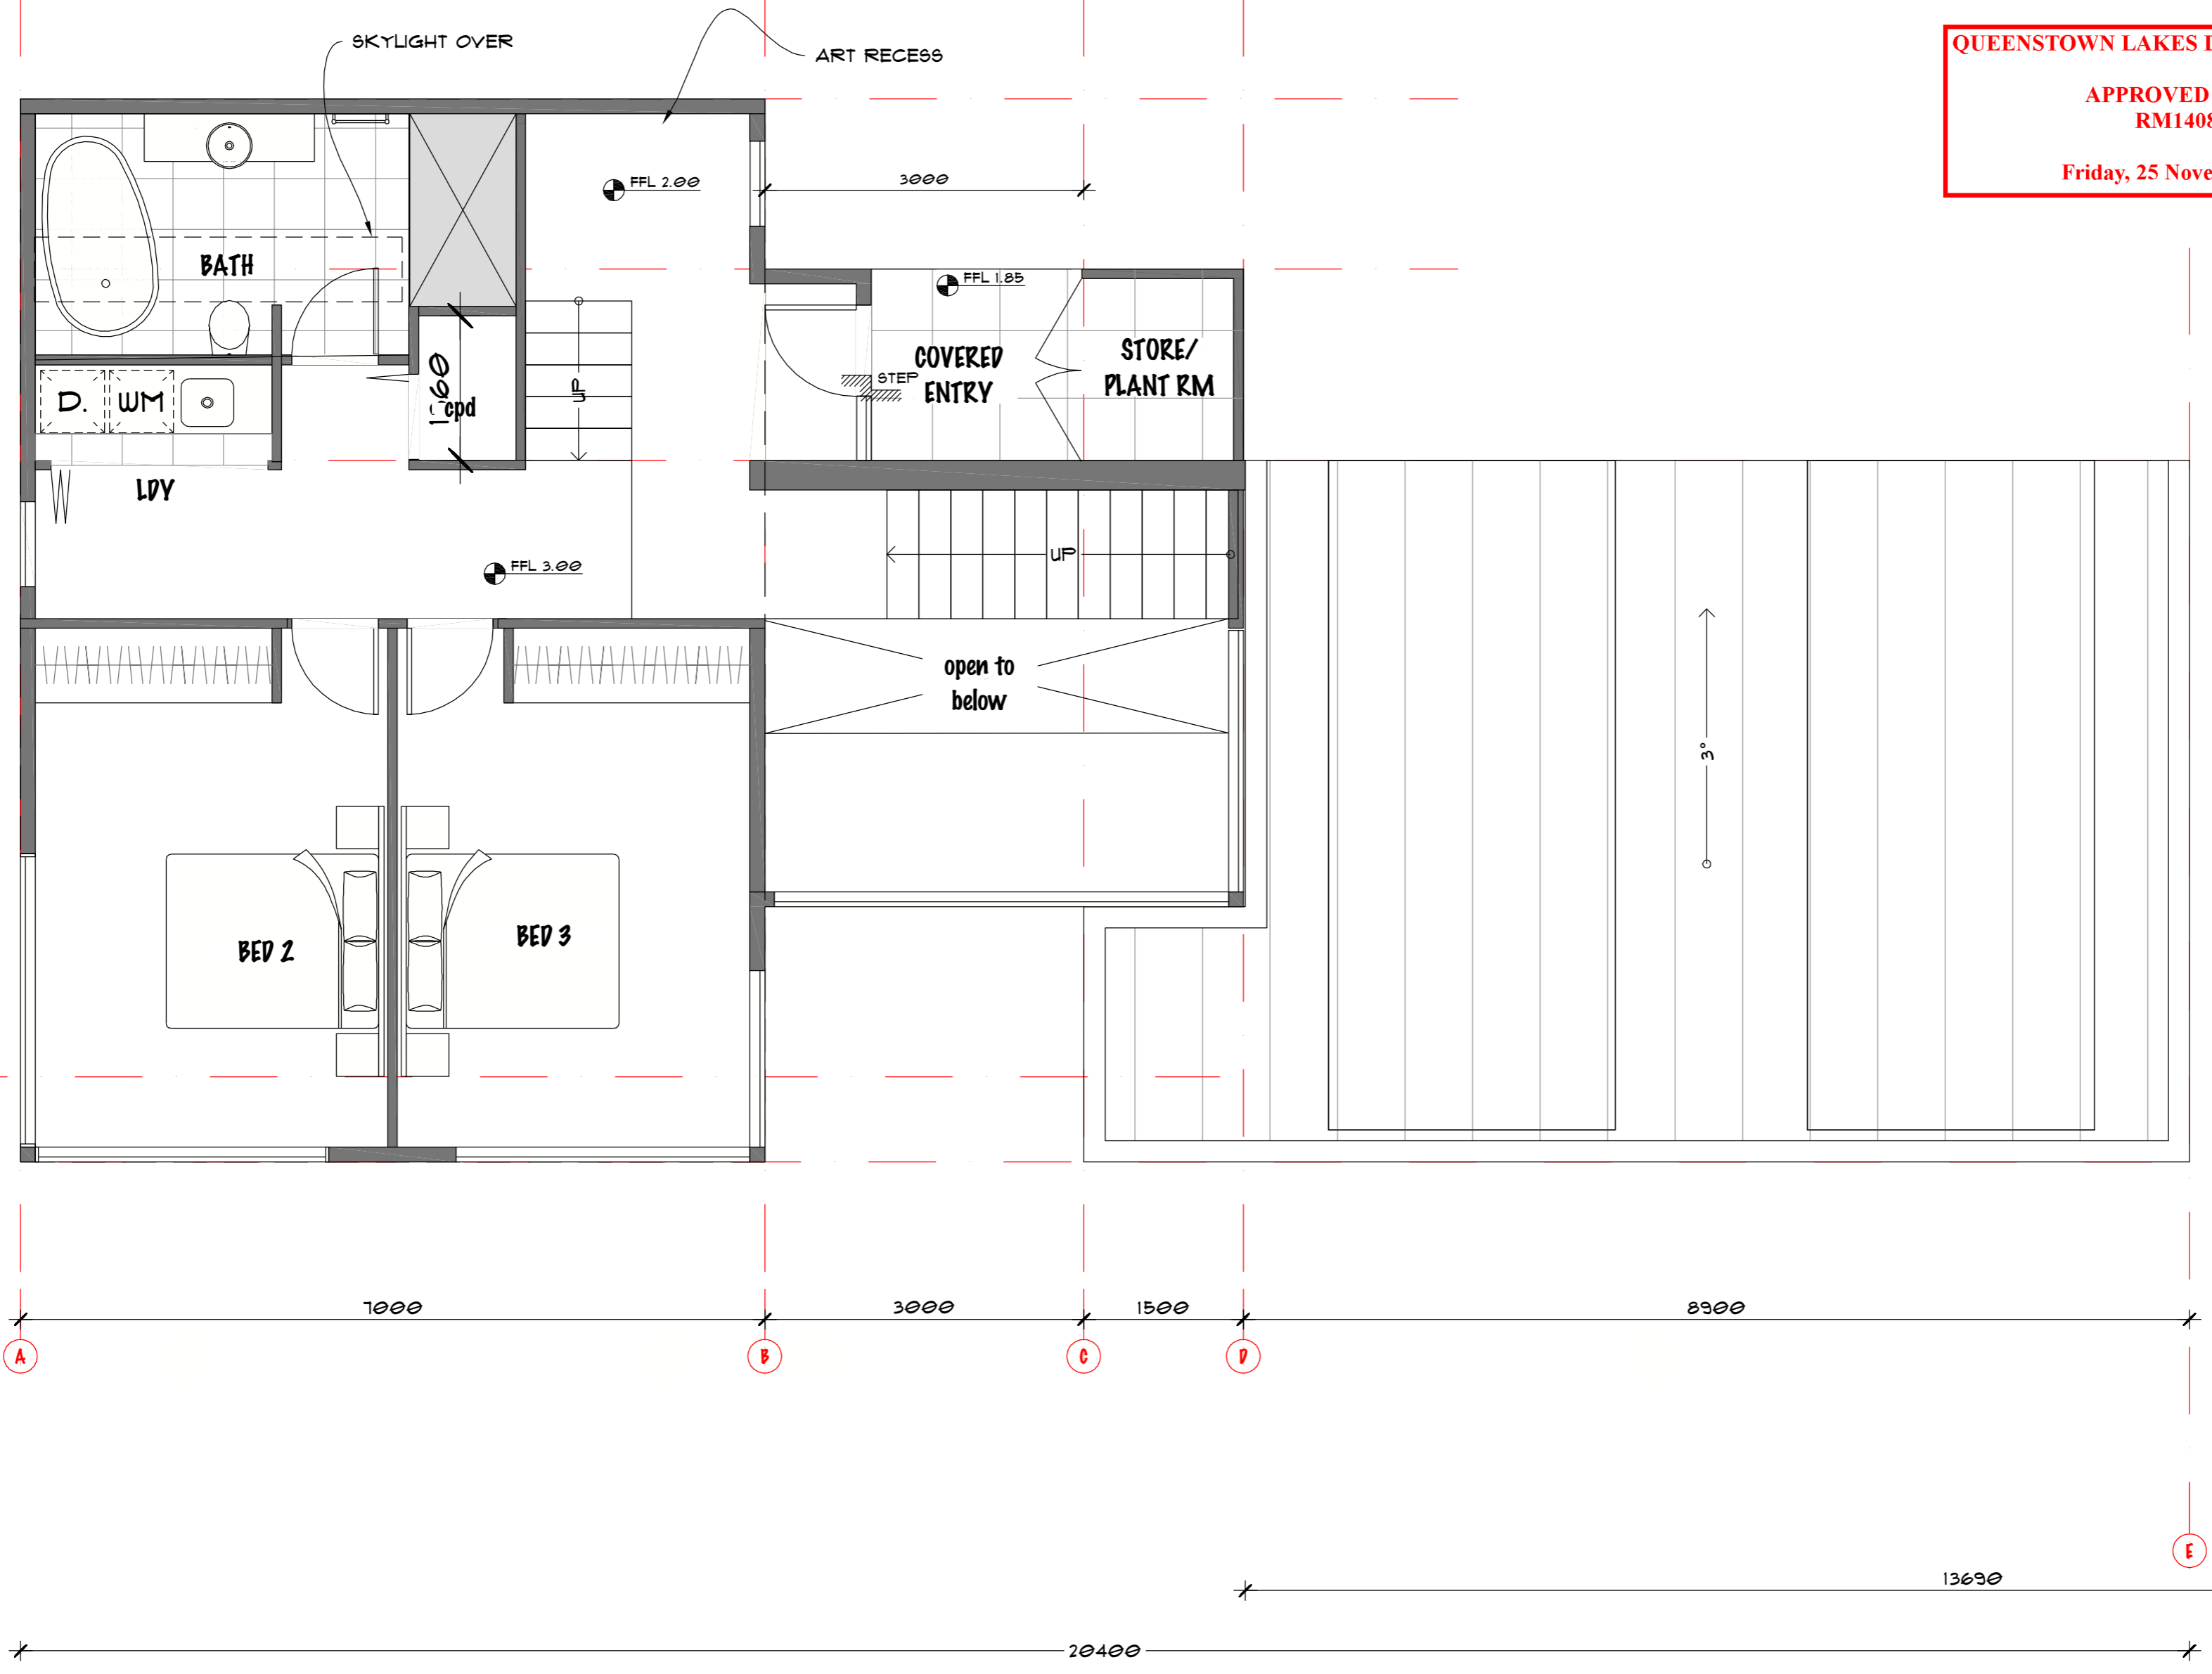 SKYLIGHT OVER
ART RECESS
QUEENSTOWN LAKES
APPROVED
RM1408
Friday, 25 Nove
FFL 2.00
3000
BATH
FFL 1.85
COVERED
ENTRY
STORE/
PLANT RM
STEP
UP
D.
WM
cpd
LDY
FFL 3.00
UP
open to
below
3°
BED 2
BED 3
7000
3000
1500
8900
A
B
C
D
E
13690
20400